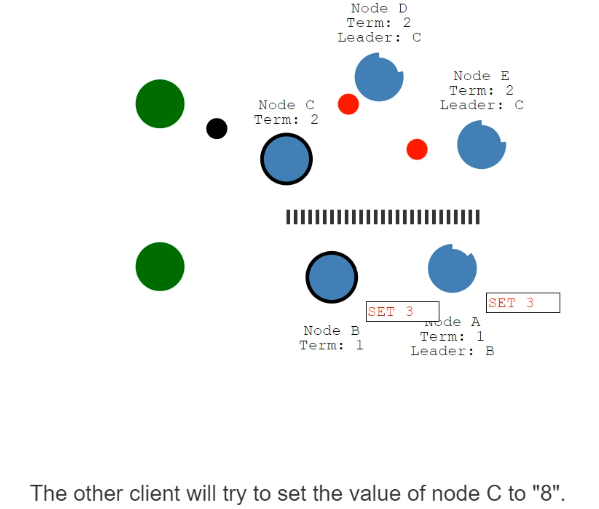 Node D
Term: 2
Leader: C
Node E
Term: 2
Leader: C
Node C
Term: 2
SET 3
SET 3
Node B
Term: 1
Node A
Term: 1
Leader: B
The other client will try to set the value of node C to "8".